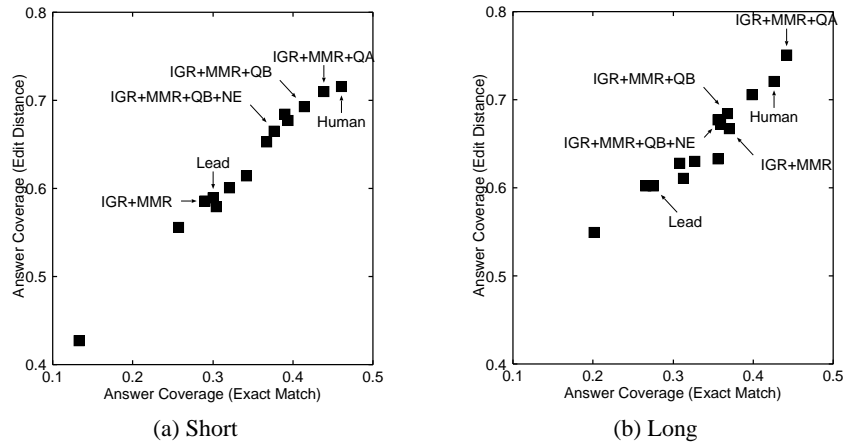 0.8
0.7
0.6
0.5
0.4
0.1
0.2
0.3
0.4
0.5
Answer Coverage (Edit Distance)
Answer Coverage (Exact Match)
IGR+MMR+QA
IGR+MMR+QB
IGR+MMR+QB+NE
Human
Lead
IGR+MMR
(a) Short
0.8
0.7
0.6
0.5
0.4
0.1
0.2
0.3
0.4
0.5
Answer Coverage (Edit Distance)
Answer Coverage (Exact Match)
IGR+MMR+QA
IGR+MMR+QB
Human
IGR+MMR+QB+NE
IGR+MMR
Lead
(b) Long